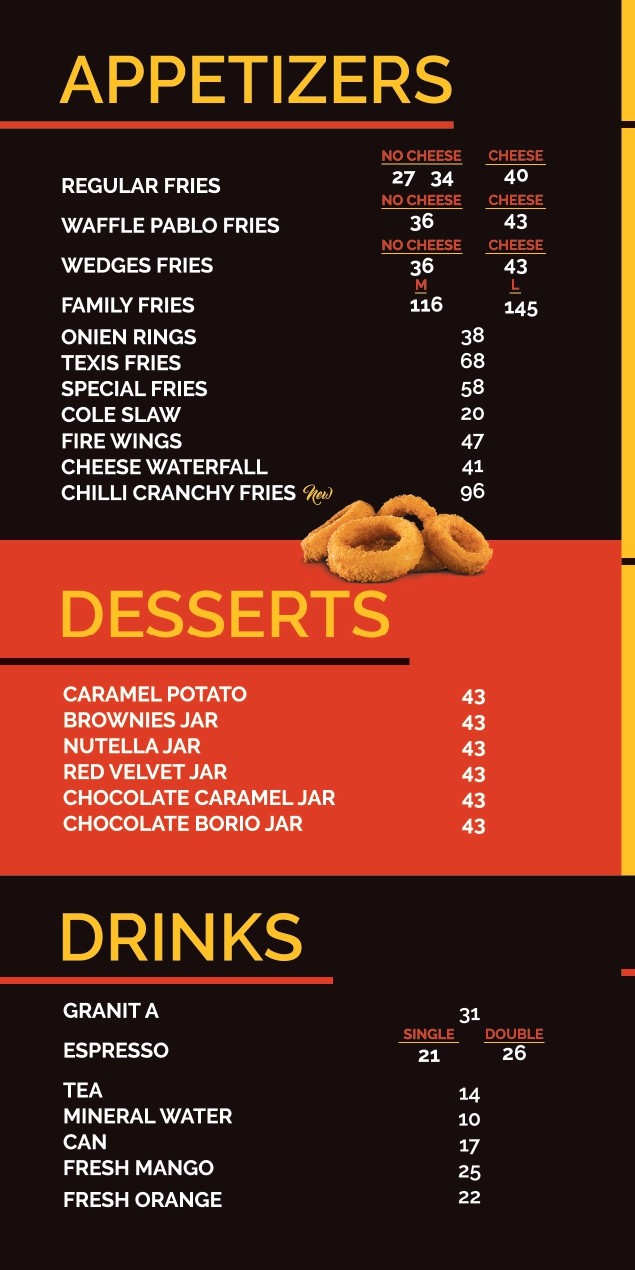 APPETIZERS
NO CHEESE CHEESE
REGULAR FRIES 27 34 40
NO CHEESE CHEESE
WAFFLE PABLO FRIES 36 43
NO CHEESE CHEESE
WEDGES FRIES 36 43
M L
FAMILY FRIES 116 145
ONIEN RINGS 38
TEXIS FRIES 68
SPECIAL FRIES 58
COLE SLAW 20
FIRE WINGS 47
CHEESE WATERFALL 41
CHILLI CRANCHY FRIES New 96
DESSERTS
CARAMEL POTATO 43
BROWNIES JAR 43
NUTELLA JAR 43
RED VELVET JAR 43
CHOCOLATE CARAMEL JAR 43
CHOCOLATE BORIO JAR 43
DRINKS
GRANIT A 31
SINGLE DOUBLE
ESPRESSO 21 26
TEA 14
MINERAL WATER 10
CAN 17
FRESH MANGO 25
FRESH ORANGE 22